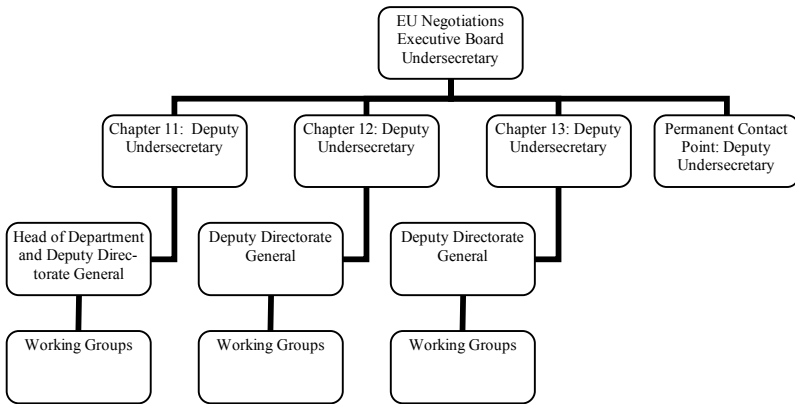 EU Negotiations
Executive Board
Undersecretary
Chapter 11: Deputy
Undersecretary
Chapter 12: Deputy
Undersecretary
Chapter 13: Deputy
Undersecretary
Permanent Contact
Point: Deputy
Undersecretary
Head of Department
and Deputy Direc-
torate General
Deputy Directorate
General
Deputy Directorate
General
Working Groups
Working Groups
Working Groups